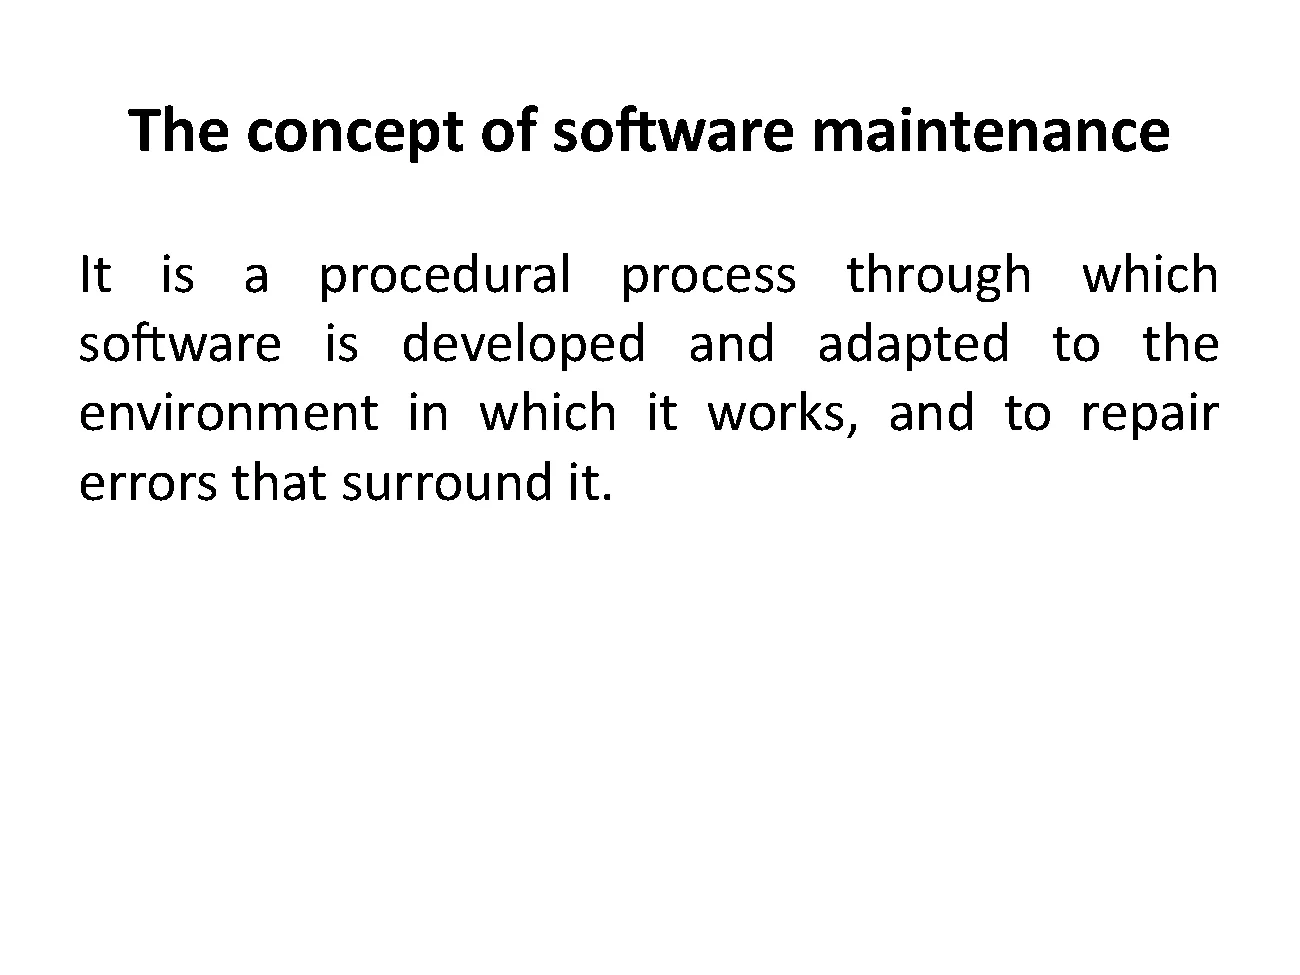 The concept of software maintenance
It is a procedural process through which
software is developed and adapted to the
environment in which it works, and to repair
errors that surround it.